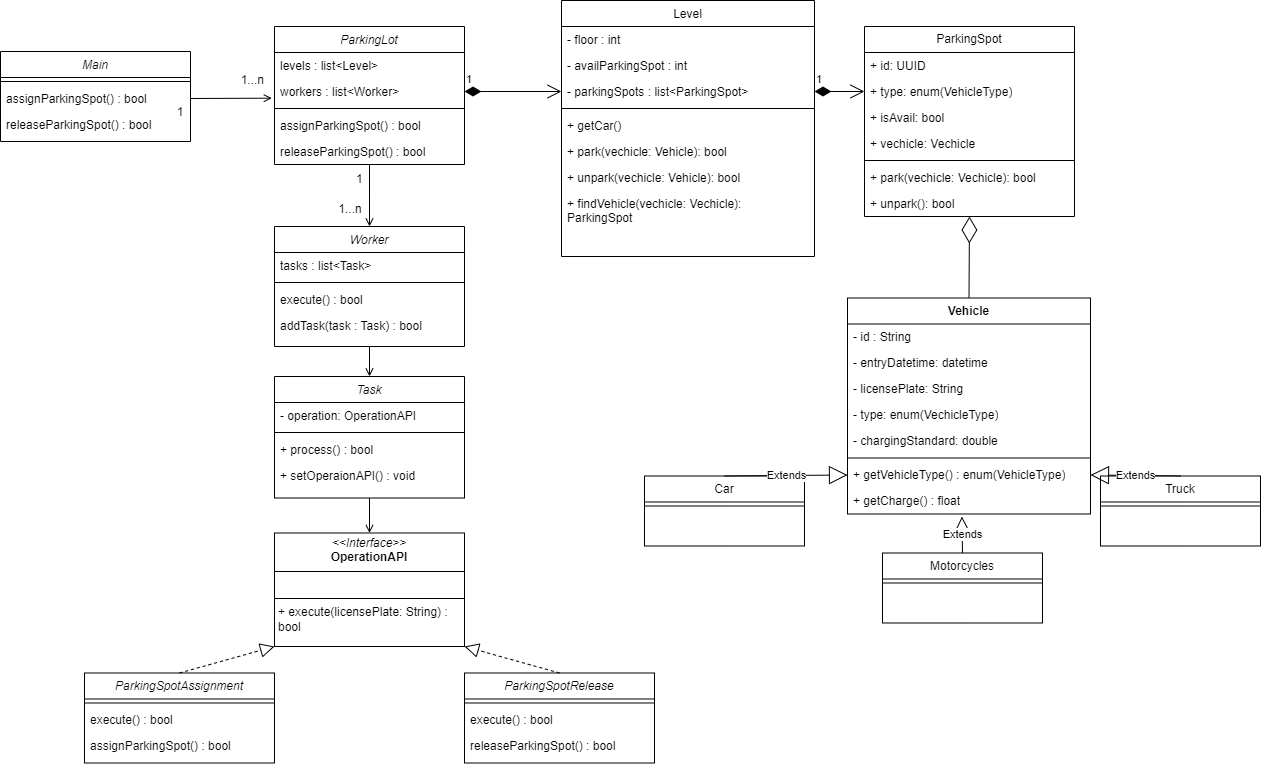 Main
assignParkingSpot() : bool
releaseParkingSpot() : bool
1
1...n
ParkingLot
levels : list<Level>
workers : list<Worker>
assignParkingSpot() : bool
releaseParkingSpot() : bool
1
1
1...n
Level
- floor : int
- availParkingSpot : int
- parkingSpots : list<ParkingSpot>
+ getCar()
+ park(vechicle: Vehicle): bool
+ unpark(vechicle: Vehicle): bool
+ findVehicle(vechicle: Vechicle):
ParkingSpot
1
ParkingSpot
+ id: UUID
+ type: enum(VehicleType)
+ isAvail: bool
+ vechicle: Vechicle
+ park(vechicle: Vechicle): bool
+ unpark(): bool
Worker
tasks : list<Task>
execute() : bool
addTask(task : Task) : bool
Task
- operation: OperationAPI
+ process() : bool
+ setOperaionAPI() : void
<<Interface>>
OperationAPI
+ execute(licensePlate: String) :
bool
ParkingSpotAssignment
execute() : bool
assignParkingSpot() : bool
ParkingSpotRelease
execute() : bool
releaseParkingSpot() : bool
Vehicle
- id : String
- entryDatetime: datetime
- licensePlate: String
- type: enum(VechicleType)
- chargingStandard: double
+ getVehicleType() : enum(VehicleType)
+ getCharge() : float
Extends
Car
Extends
Truck
Extends
Motorcycles